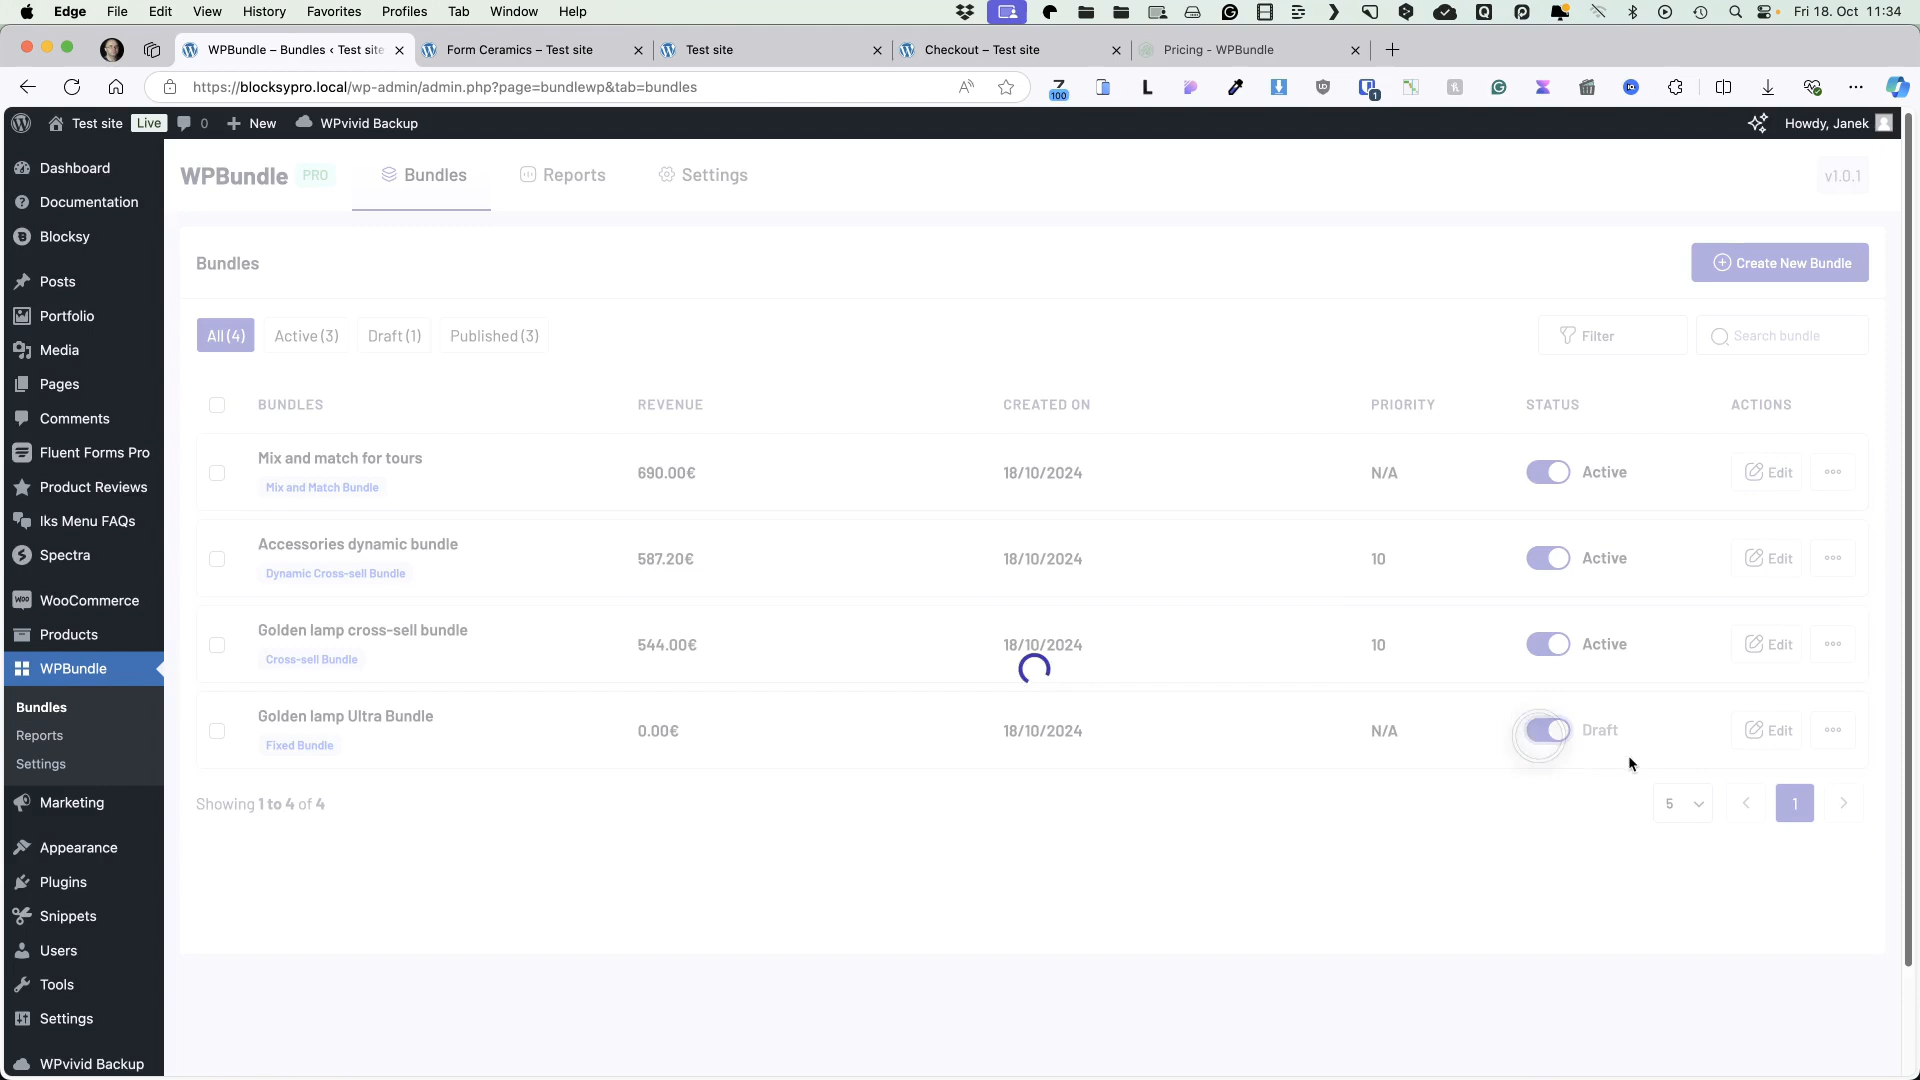 Edge File Edit View History Favorites Profiles Tab Window Help Fri 18. Oct 11:34
WPBundle – Bundles ‹ Test site
Form Ceramics – Test site
Test site
Checkout – Test site
Pricing - WPBundle
https://blocksypro.local/wp-admin/admin.php?page=bundlewp&tab=bundles
100
1
Test site Live 0 New WPvivid Backup Howdy, Janek
Dashboard
Documentation
Blocksy
Posts
Portfolio
Media
Pages
Comments
Fluent Forms Pro
Product Reviews
Iks Menu FAQs
Spectra
WooCommerce
Products
WPBundle
Bundles
Reports
Settings
Marketing
Appearance
Plugins
Snippets
Users
Tools
Settings
WPvivid Backup
WPBundle PRO Bundles Reports Settings v1.0.1
Bundles Create New Bundle
All (4) Active (3) Draft (1) Published (3) Filter Search bundle
BUNDLES REVENUE CREATED ON PRIORITY STATUS ACTIONS
Mix and match for tours
Mix and Match Bundle
690.00€ 18/10/2024 N/A Active Edit
Accessories dynamic bundle
Dynamic Cross-sell Bundle
587.20€ 18/10/2024 10 Active Edit
Golden lamp cross-sell bundle
Cross-sell Bundle
544.00€ 18/10/2024 10 Active Edit
Golden lamp Ultra Bundle
Fixed Bundle
0.00€ 18/10/2024 N/A Draft Edit
Showing 1 to 4 of 4 5 1